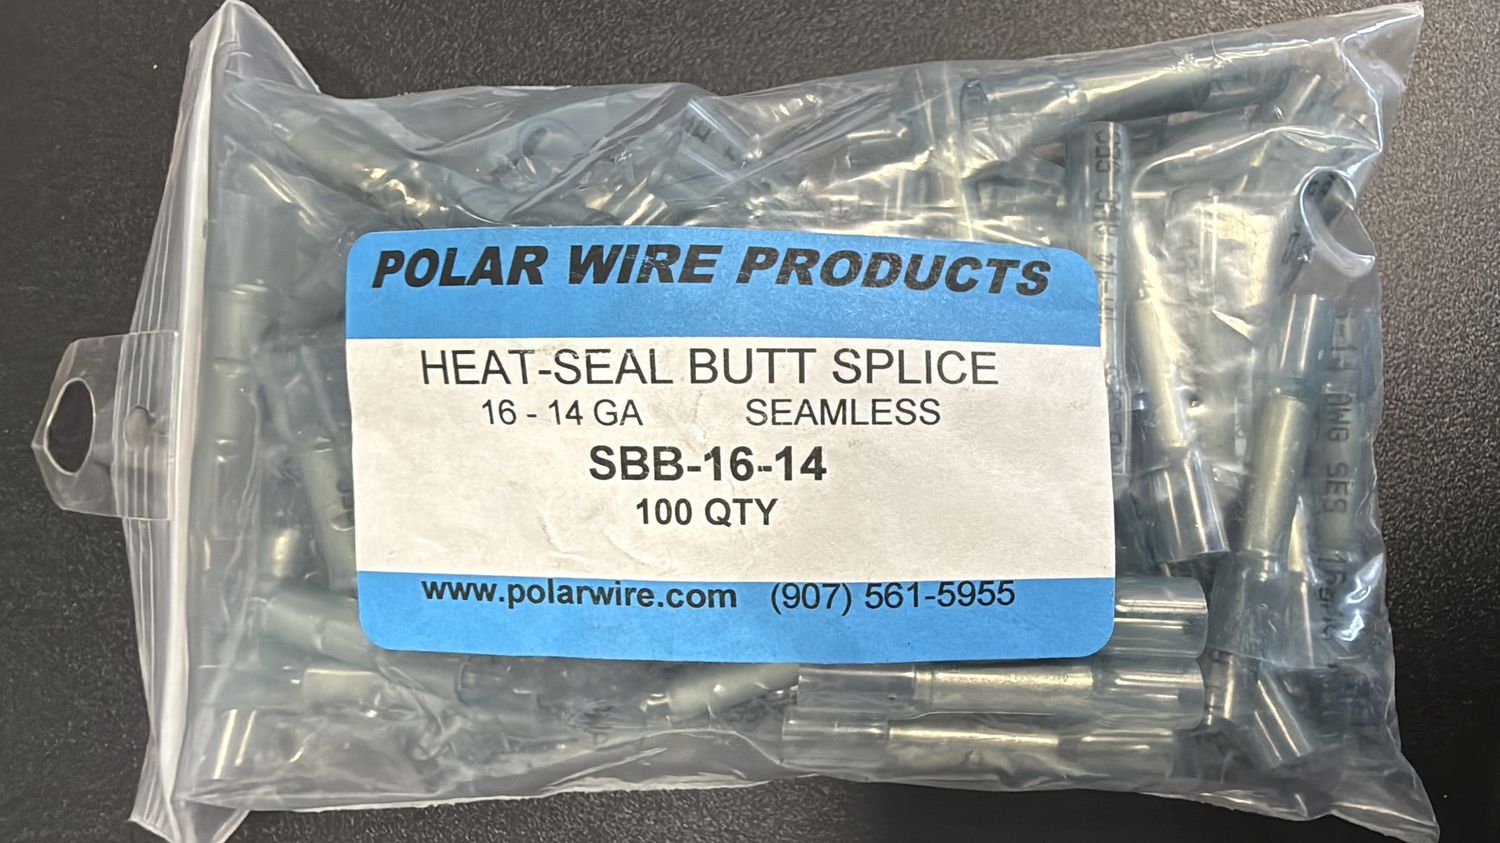 POLAR WIRE PRODUCTS
HEAT-SEAL BUTT SPLICE
16 - 14 GA SEAMLESS
SBB-16-14
100 QTY
www.polarwire.com (907) 561-5955
AWG